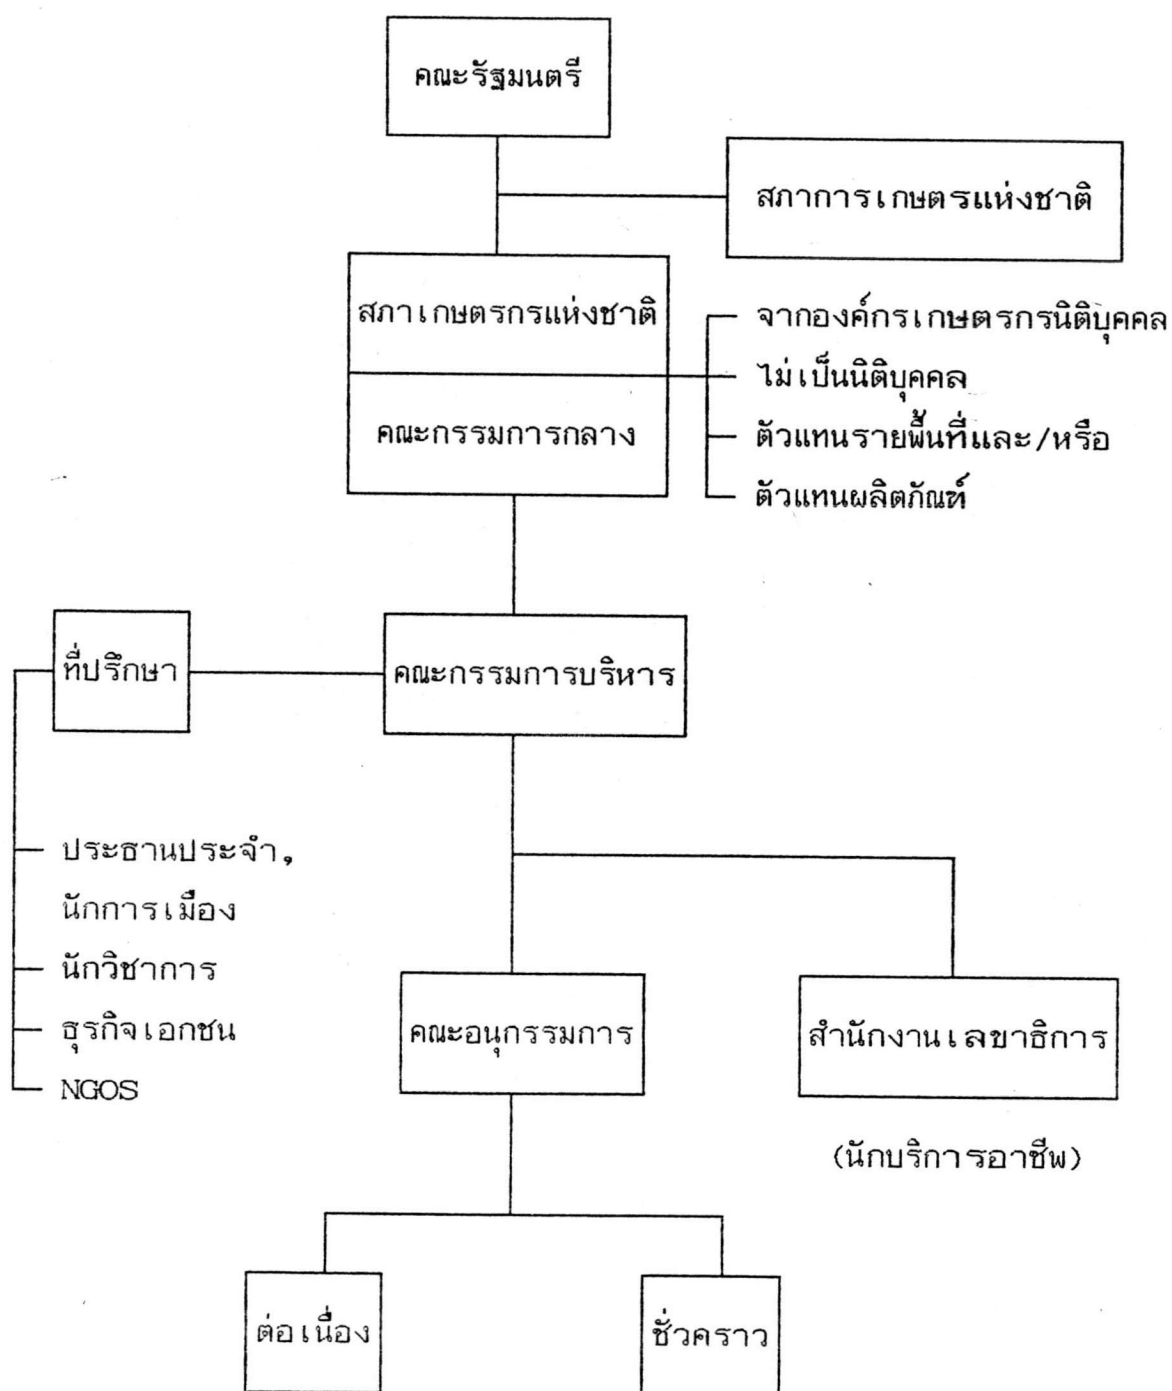 คณะรัฐมนตรี
สภาการเกษตรแห่งชาติ
สภาเกษตรกรแห่งชาติ
คณะกรรมการกลาง
จากองค์กรเกษตรกรนิติบุคคล
ไม่เป็นนิติบุคคล
ตัวแทนรายพื้นที่และ/หรือ
ตัวแทนผลิตภัณฑ์
ที่ปรึกษา
คณะกรรมการบริหาร
ประธานประจำ,
นักการเมือง
นักวิชาการ
ธุรกิจเอกชน
NGOS
คณะอนุกรรมการ
สำนักงานเลขาธิการ
(นักบริการอาชีพ)
ต่อเนื่อง
ชั่วคราว